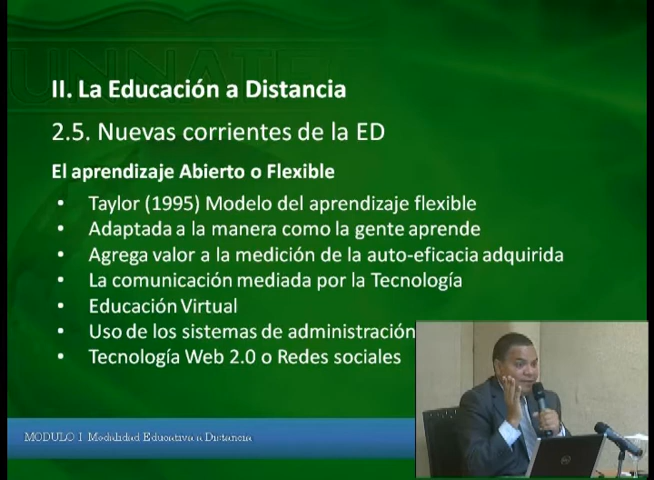 II. La Educación a Distancia
2.5. Nuevas corrientes de la ED
El aprendizaje Abierto o Flexible
• Taylor (1995) Modelo del aprendizaje flexible
• Adaptada a la manera como la gente aprende
• Agrega valor a la medición de la auto-eficacia adquirida
• La comunicación mediada por la Tecnología
• Educación Virtual
• Uso de los sistemas de administración
• Tecnología Web 2.0 o Redes sociales
MODULO I Modalidad Educativa a Distancia